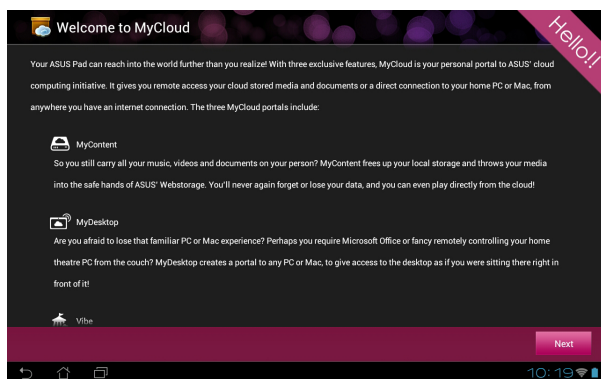 Welcome to MyCloud
Hello!!
Your ASUS Pad can reach into the world further than you realize! With three exclusive features, MyCloud is your personal portal to ASUS' cloud
computing initiative. It gives you remote access your cloud stored media and documents or a direct connection to your home PC or Mac, from
anywhere you have an internet connection. The three MyCloud portals include:
MyContent
So you still carry all your music, videos and documents on your person? MyContent frees up your local storage and throws your media
into the safe hands of ASUS' Webstorage. You'll never again forget or lose your data, and you can even play directly from the cloud!
MyDesktop
Are you afraid to lose that familiar PC or Mac experience? Perhaps you require Microsoft Office or fancy remotely controlling your home
theatre PC from the couch? MyDesktop creates a portal to any PC or Mac, to give access to the desktop as if you were sitting there right in
front of it!
Vibe
Next
10:19